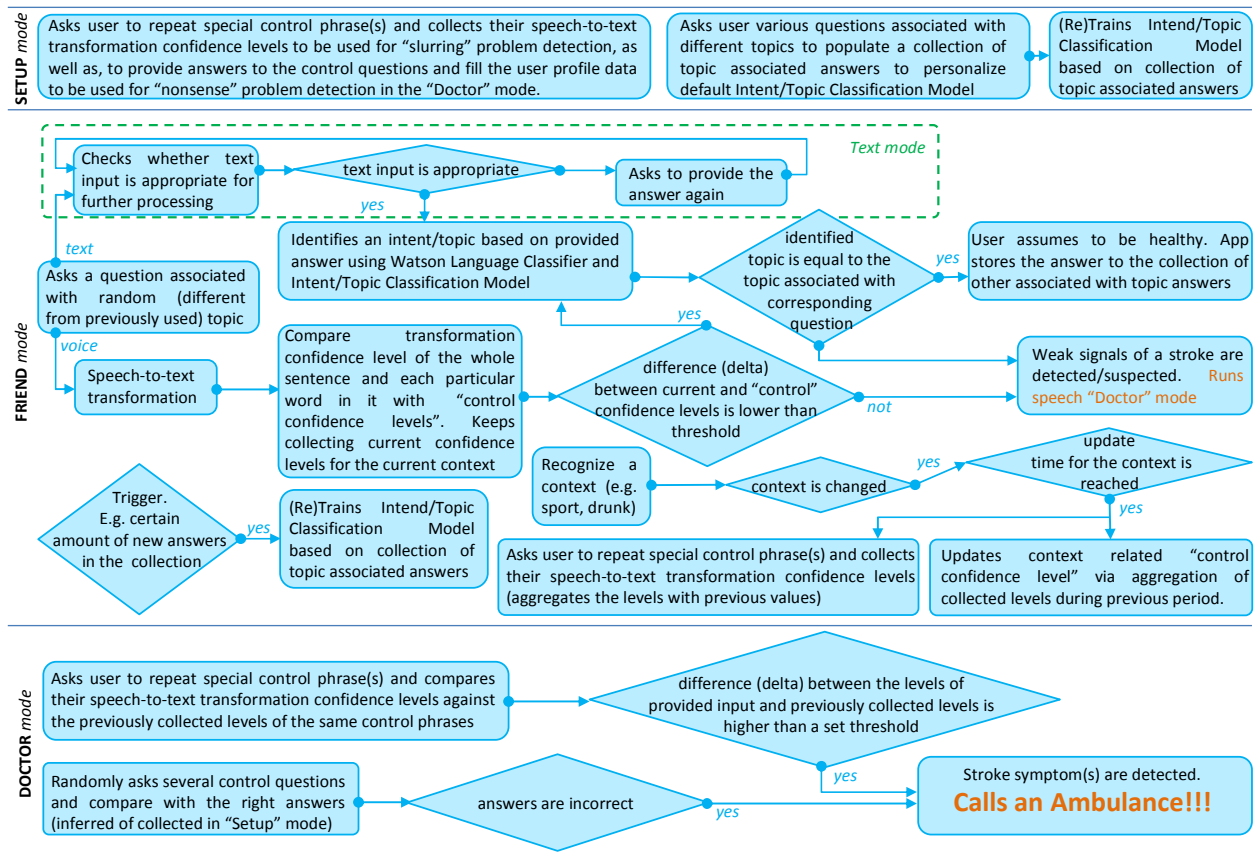 SETUP mode
Asks user to repeat special control phrase(s) and collects their speech-to-text
transformation confidence levels to be used for “slurring” problem detection, as
well as, to provide answers to the control questions and fill the user profile data
to be used for “nonsense” problem detection in the “Doctor” mode.
Asks user various questions associated with
different topics to populate a collection of
topic associated answers to personalize
default Intent/Topic Classification Model
(Re)Trains Intend/Topic
Classification Model
based on collection of
topic associated answers
FRIEND mode
Text mode
Checks whether text
input is appropriate for
further processing
text input is appropriate
Asks to provide the
answer again
yes
text
Asks a question associated
with random (different
from previously used) topic
voice
Identifies an intent/topic based on provided
answer using Watson Language Classifier and
Intent/Topic Classification Model
identified
topic is equal to the
topic associated with
corresponding
question
yes
User assumes to be healthy. App
stores the answer to the collection of
other associated with topic answers
Speech-to-text
transformation
Compare transformation
confidence level of the whole
sentence and each particular
word in it with “control
confidence levels”. Keeps
collecting current confidence
levels for the current context
yes
difference (delta)
between current and “control”
confidence levels is lower than
threshold
not
Weak signals of a stroke are
detected/suspected. Runs
speech “Doctor” mode
Trigger.
E.g. certain
amount of new answers
in the collection
yes
(Re)Trains Intend/Topic
Classification Model
based on collection of
topic associated answers
Recognize a
context (e.g.
sport, drunk)
context is changed
yes
update
time for the context is
reached
yes
Asks user to repeat special control phrase(s) and collects
their speech-to-text transformation confidence levels
(aggregates the levels with previous values)
Updates context related “control
confidence level” via aggregation of
collected levels during previous period.
DOCTOR mode
Asks user to repeat special control phrase(s) and compares
their speech-to-text transformation confidence levels against
the previously collected levels of the same control phrases
difference (delta) between the levels of
provided input and previously collected levels is
higher than a set threshold
yes
Randomly asks several control questions
and compare with the right answers
(inferred of collected in “Setup” mode)
answers are incorrect
yes
Stroke symptom(s) are detected.
Calls an Ambulance!!!